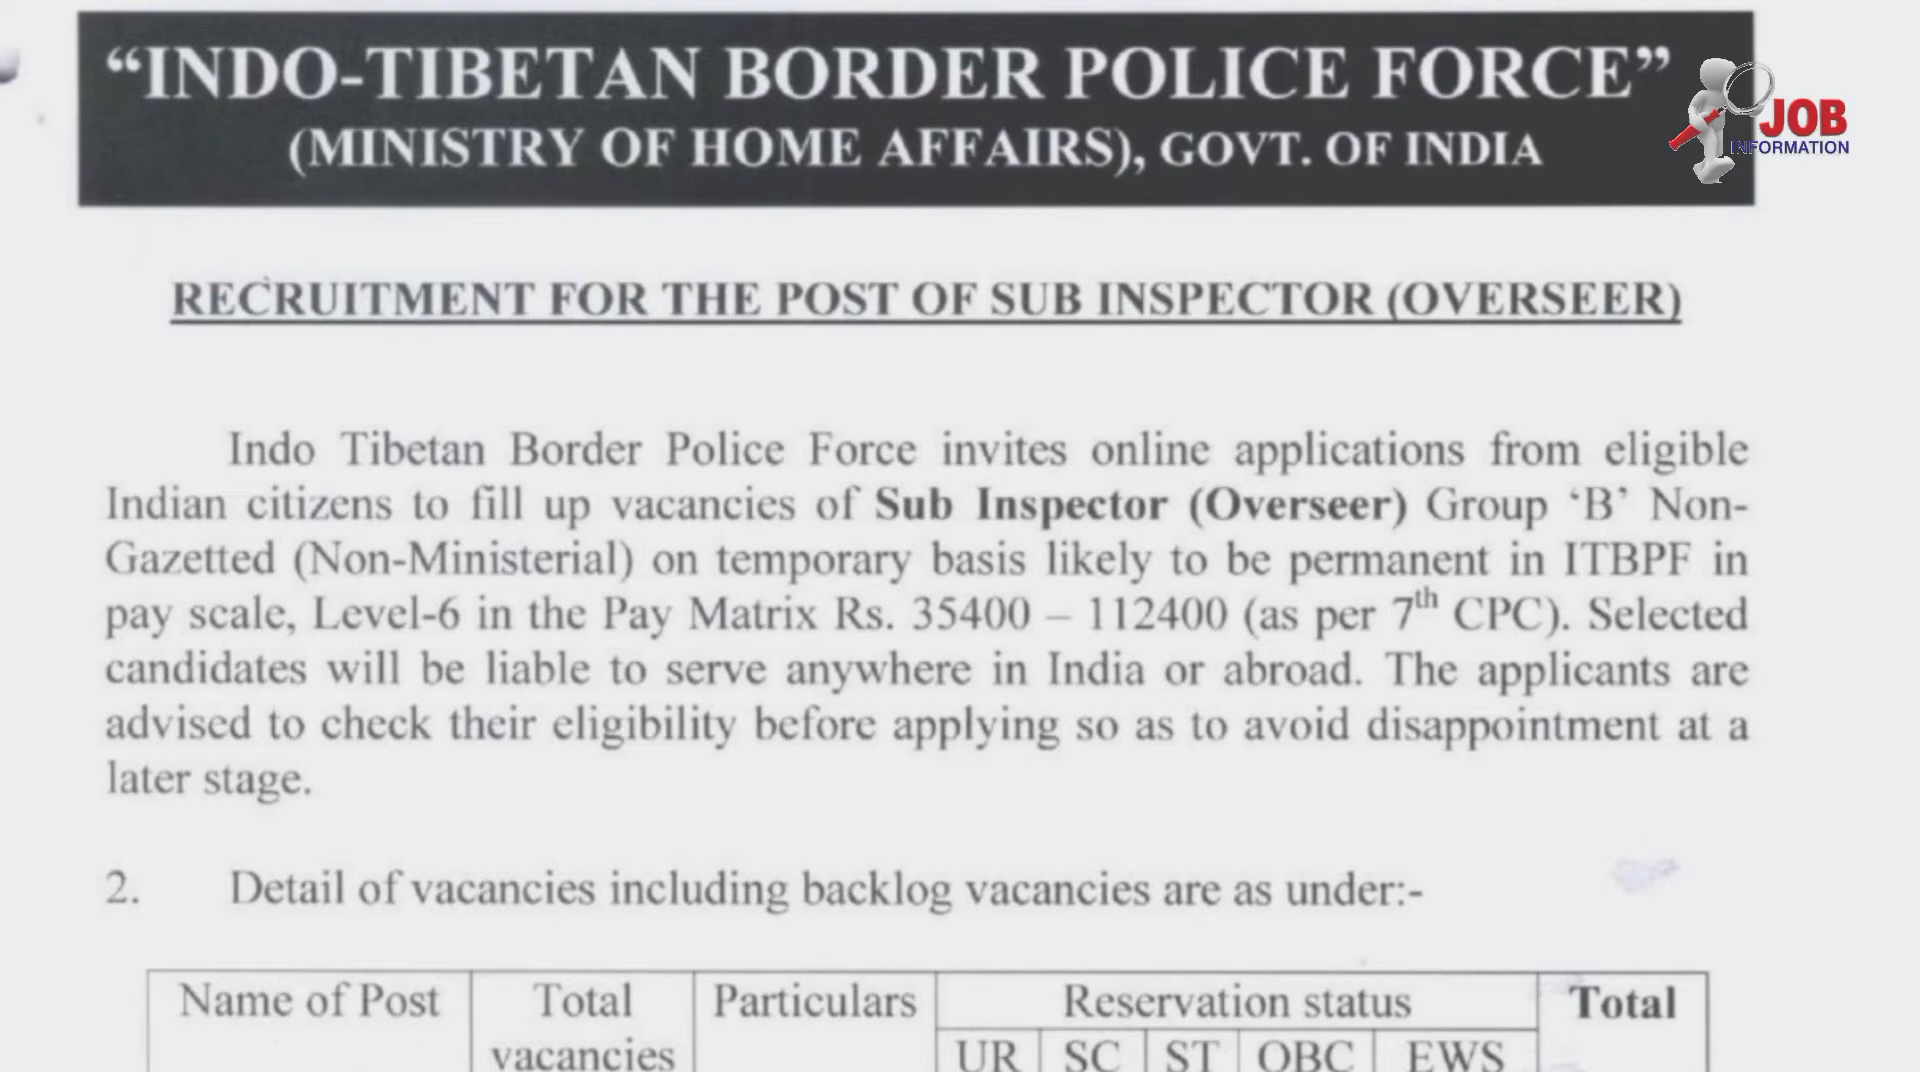 “INDO-TIBETAN BORDER POLICE FORCE”
(MINISTRY OF HOME AFFAIRS), GOVT. OF INDIA
JOB
INFORMATION
RECRUITMENT FOR THE POST OF SUB INSPECTOR (OVERSEER)
Indo Tibetan Border Police Force invites online applications from eligible
Indian citizens to fill up vacancies of Sub Inspector (Overseer) Group ‘B’ Non-
Gazetted (Non-Ministerial) on temporary basis likely to be permanent in ITBPF in
pay scale, Level-6 in the Pay Matrix Rs. 35400 – 112400 (as per 7th CPC). Selected
candidates will be liable to serve anywhere in India or abroad. The applicants are
advised to check their eligibility before applying so as to avoid disappointment at a
later stage.
2. Detail of vacancies including backlog vacancies are as under:-
Name of Post Total Particulars Reservation status Total
vacancies UR SC ST OBC EWS